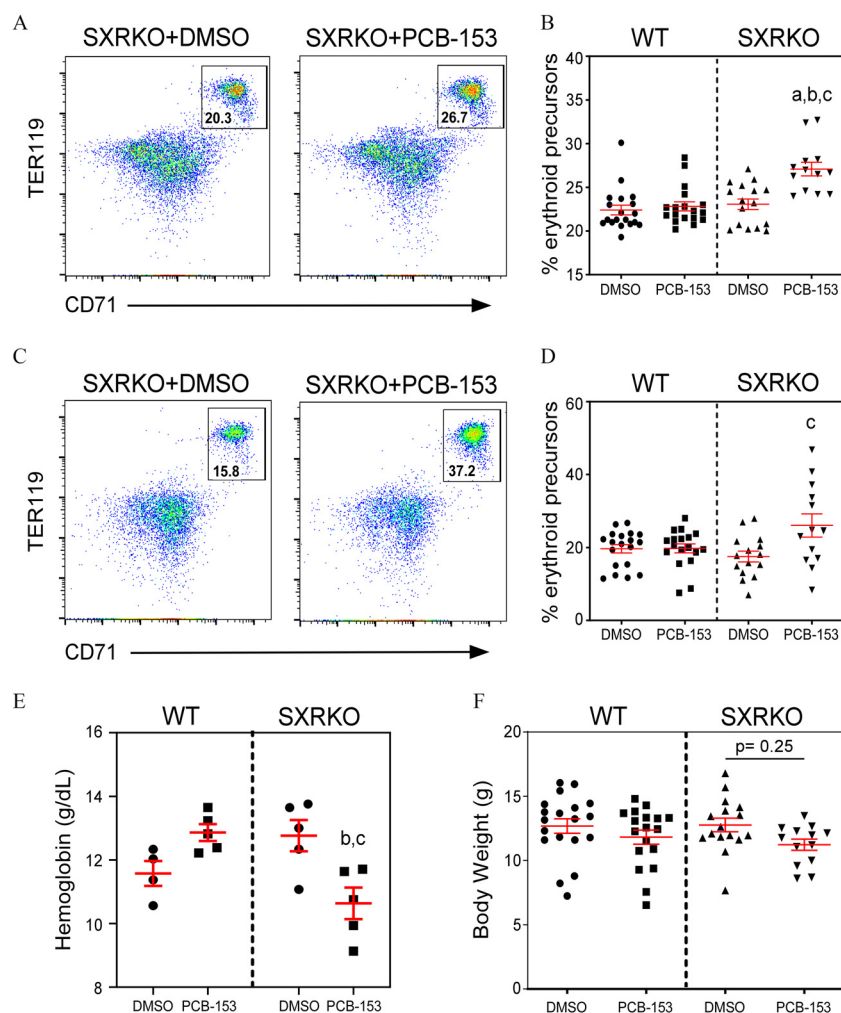 A
SXRKO+DMSO SXRKO+PCB-153
TER119
20.3
26.7
CD71
B
WT SXRKO
% erythroid precursors
40
35
30
25
20
15
a,b,c
DMSO PCB-153 DMSO PCB-153
C
SXRKO+DMSO SXRKO+PCB-153
TER119
15.8
37.2
CD71
D
WT SXRKO
% erythroid precursors
60
40
20
0
c
DMSO PCB-153 DMSO PCB-153
E
WT SXRKO
Hemoglobin (g/dL)
16
14
12
10
8
b,c
DMSO PCB-153 DMSO PCB-153
F
WT SXRKO
Body Weight (g)
20
15
10
5
0
p= 0.25
DMSO PCB-153 DMSO PCB-153